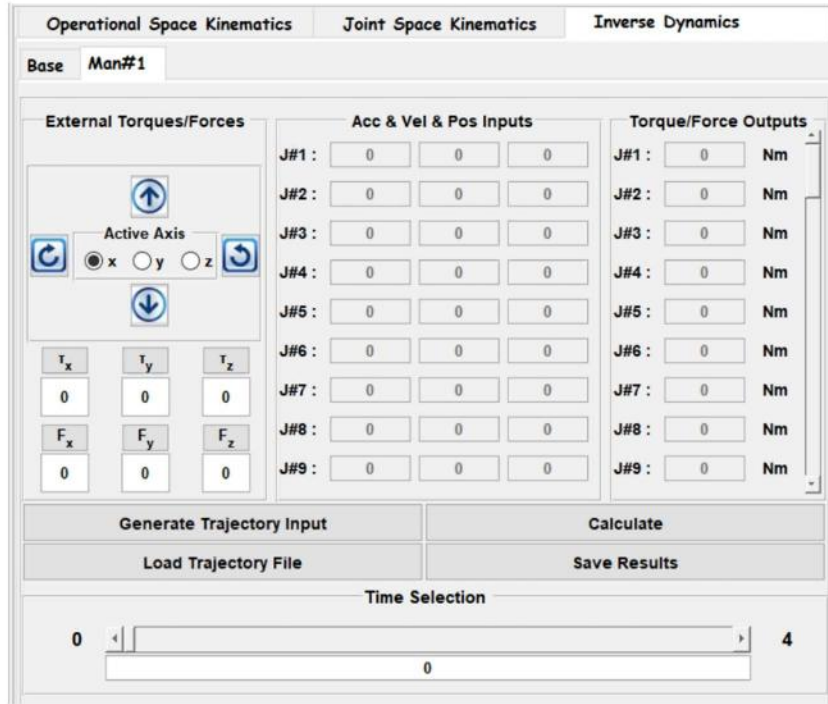 Operational Space Kinematics Joint Space Kinematics Inverse Dynamics
Base Man#1
External Torques/Forces
Active Axis
x y z
τx τy τz
0 0 0
Fx Fy Fz
0 0 0
Acc & Vel & Pos Inputs
J#1 : 0 0 0
J#2 : 0 0 0
J#3 : 0 0 0
J#4 : 0 0 0
J#5 : 0 0 0
J#6 : 0 0 0
J#7 : 0 0 0
J#8 : 0 0 0
J#9 : 0 0 0
Torque/Force Outputs
J#1 : 0 Nm
J#2 : 0 Nm
J#3 : 0 Nm
J#4 : 0 Nm
J#5 : 0 Nm
J#6 : 0 Nm
J#7 : 0 Nm
J#8 : 0 Nm
J#9 : 0 Nm
Generate Trajectory Input Calculate
Load Trajectory File Save Results
Time Selection
0 4
0